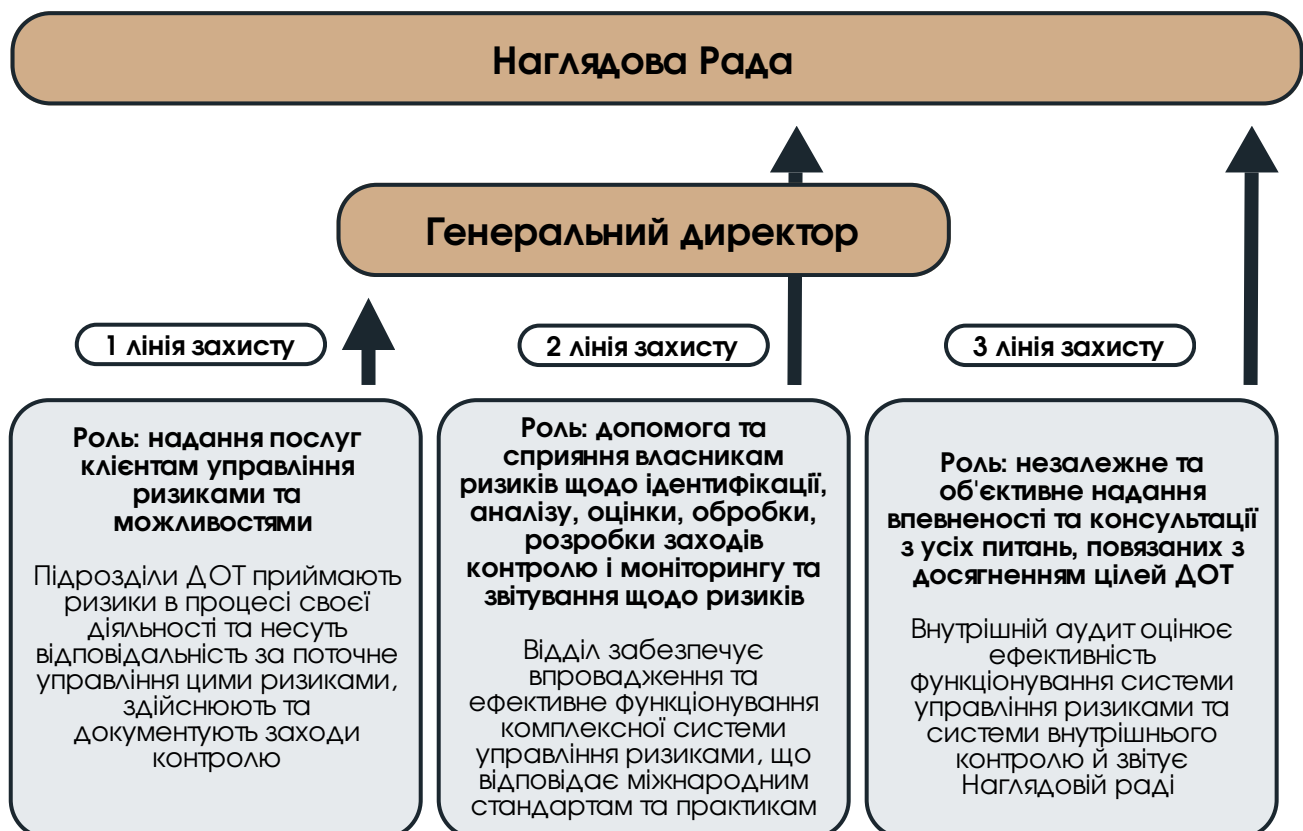 Наглядова Рада
Генеральний директор
1 лінія захисту
2 лінія захисту
3 лінія захисту
Роль: надання послуг
клієнтам управління
ризиками та
можливостями
Підрозділи ДОТ приймають
ризики в процесі своєї
діяльності та несуть
відповідальність за поточне
управління цими ризиками,
здійснюють та
документують заходи
контролю
Роль: допомога та
сприяння власникам
ризиків щодо ідентифікації,
аналізу, оцінки, обробки,
розробки заходів
контролю і моніторингу та
звітування щодо ризиків
Відділ забезпечує
впровадження та
ефективне функціонування
комплексної системи
управління ризиками, що
відповідає міжнародним
стандартам та практикам
Роль: незалежне та
об'єктивне надання
впевненості та консультації
з усіх питань, повязаних з
досягненням цілей ДОТ
Внутрішній аудит оцінює
ефективність
функціонування системи
управління ризиками та
системи внутрішнього
контролю й звітує
Наглядовій раді